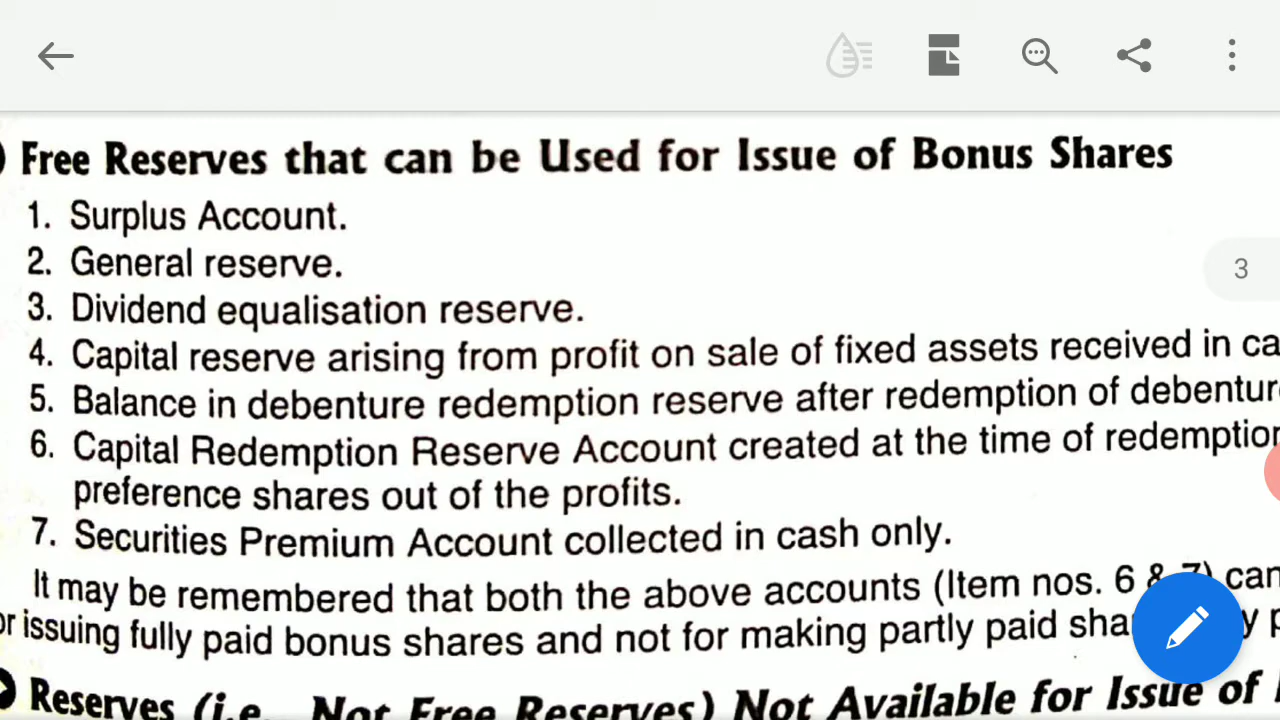 Free Reserves that can be Used for Issue of Bonus Shares
1. Surplus Account.
2. General reserve.
3. Dividend equalisation reserve.
3
4. Capital reserve arising from profit on sale of fixed assets received in ca
5. Balance in debenture redemption reserve after redemption of debentur
6. Capital Redemption Reserve Account created at the time of redemption
preference shares out of the profits.
7. Securities Premium Account collected in cash only.
It may be remembered that both the above accounts (Item nos. 6 & 7) can
or issuing fully paid bonus shares and not for making partly paid sha
Reserves (i.e., Not Free Reserves) Not Available for Issue of